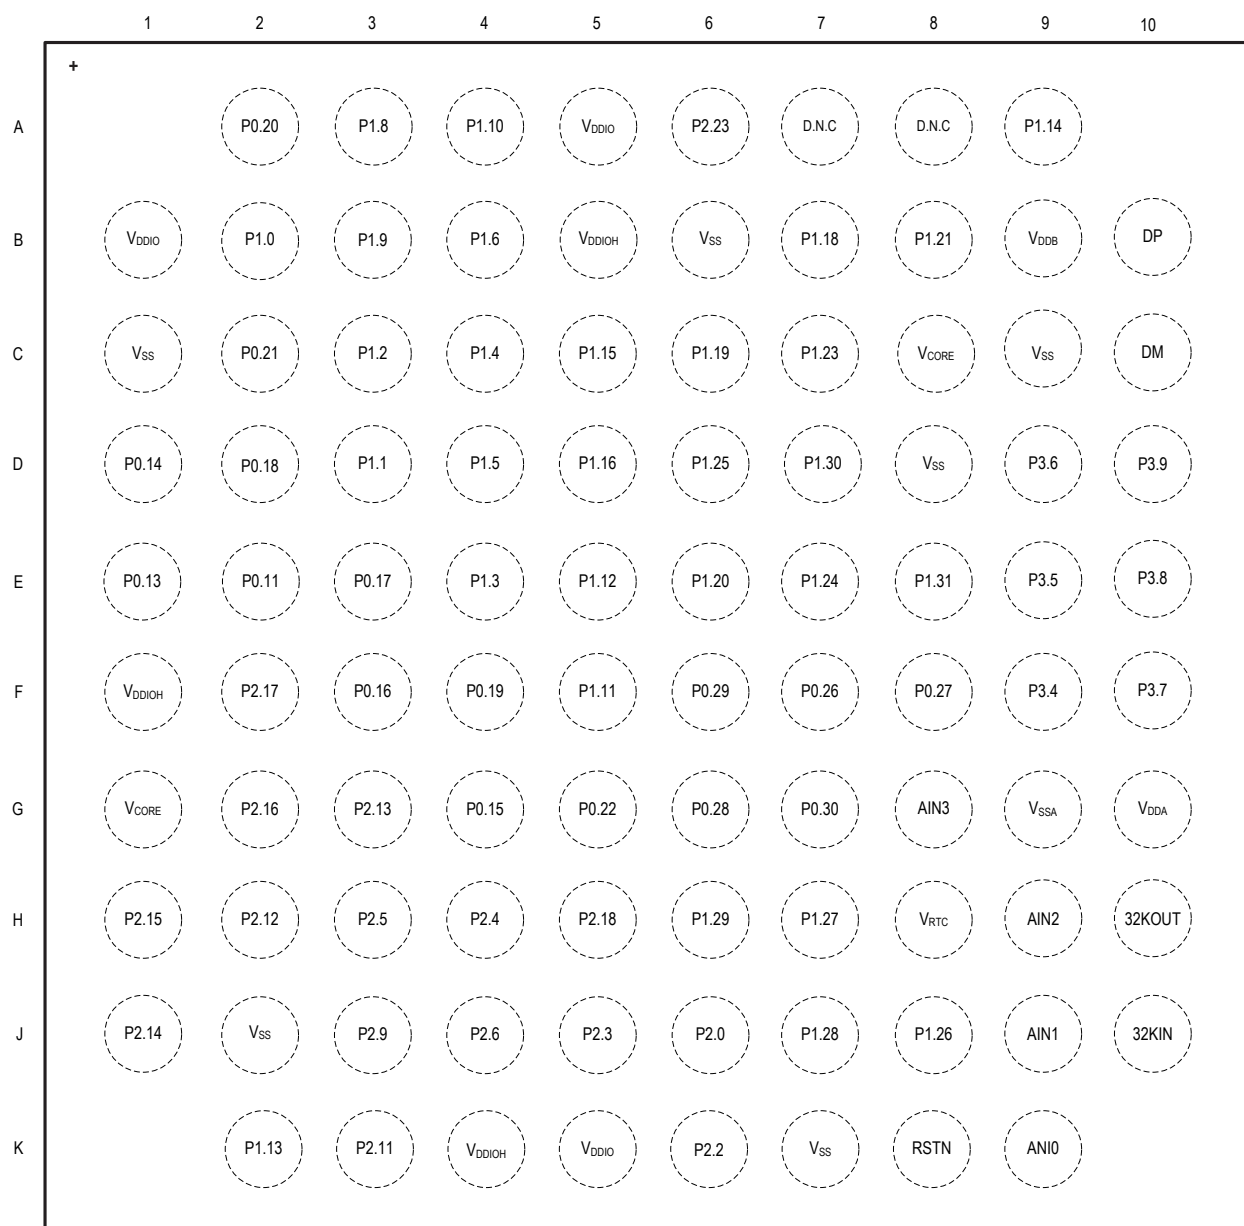 1 2 3 4 5 6 7 8 9 10
+
A P0.20 P1.8 P1.10 VDDIO P2.23 D.N.C D.N.C P1.14
B VDDIO P1.0 P1.9 P1.6 VDDIOH VSS P1.18 P1.21 VDDB DP
C VSS P0.21 P1.2 P1.4 P1.15 P1.19 P1.23 VCORE VSS DM
D P0.14 P0.18 P1.1 P1.5 P1.16 P1.25 P1.30 VSS P3.6 P3.9
E P0.13 P0.11 P0.17 P1.3 P1.12 P1.20 P1.24 P1.31 P3.5 P3.8
F VDDIOH P2.17 P0.16 P0.19 P1.11 P0.29 P0.26 P0.27 P3.4 P3.7
G VCORE P2.16 P2.13 P0.15 P0.22 P0.28 P0.30 AIN3 VSSA VDDA
H P2.15 P2.12 P2.5 P2.4 P2.18 P1.29 P1.27 VRTC AIN2 32KOUT
J P2.14 VSS P2.9 P2.6 P2.3 P2.0 P1.28 P1.26 AIN1 32KIN
K P1.13 P2.11 VDDIOH VDDIO P2.2 VSS RSTN ANI0